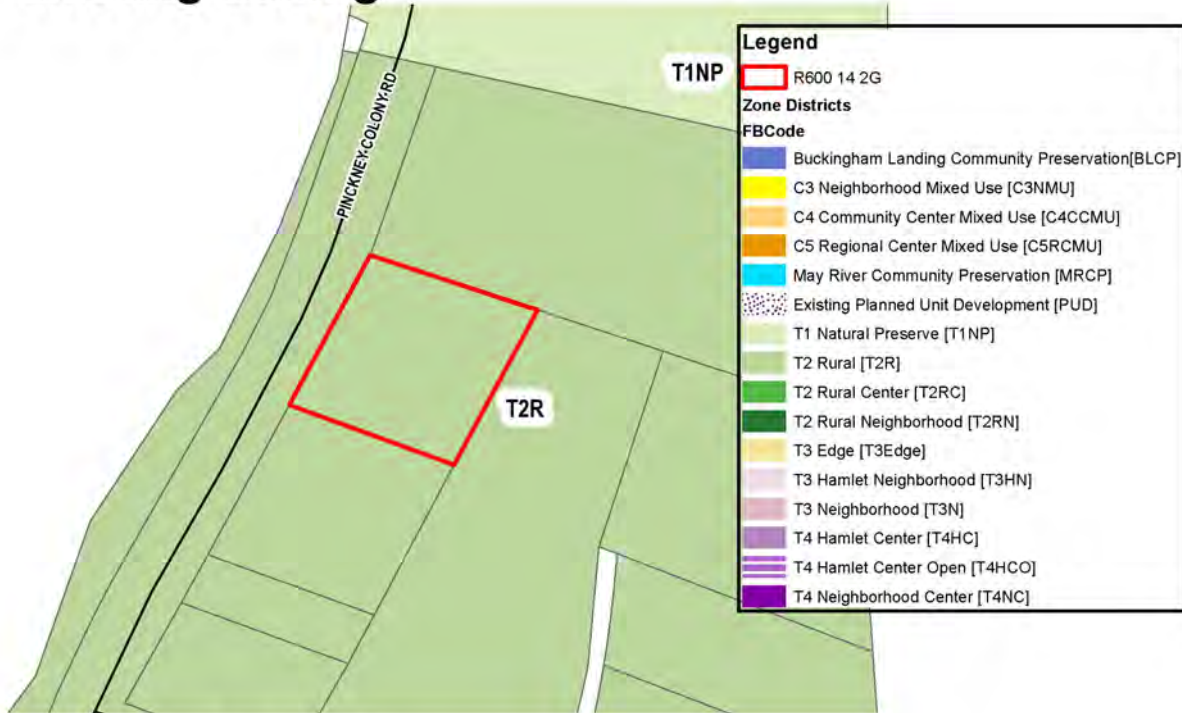 T1NP
PINCKNEY COLONY RD
T2R
Legend
R600 14 2G
Zone Districts
FBCode
Buckingham Landing Community Preservation[BLCP]
C3 Neighborhood Mixed Use [C3NMU]
C4 Community Center Mixed Use [C4CCMU]
C5 Regional Center Mixed Use [C5RCMU]
May River Community Preservation [MRCP]
Existing Planned Unit Development [PUD]
T1 Natural Preserve [T1NP]
T2 Rural [T2R]
T2 Rural Center [T2RC]
T2 Rural Neighborhood [T2RN]
T3 Edge [T3Edge]
T3 Hamlet Neighborhood [T3HN]
T3 Neighborhood [T3N]
T4 Hamlet Center [T4HC]
T4 Hamlet Center Open [T4HCO]
T4 Neighborhood Center [T4NC]